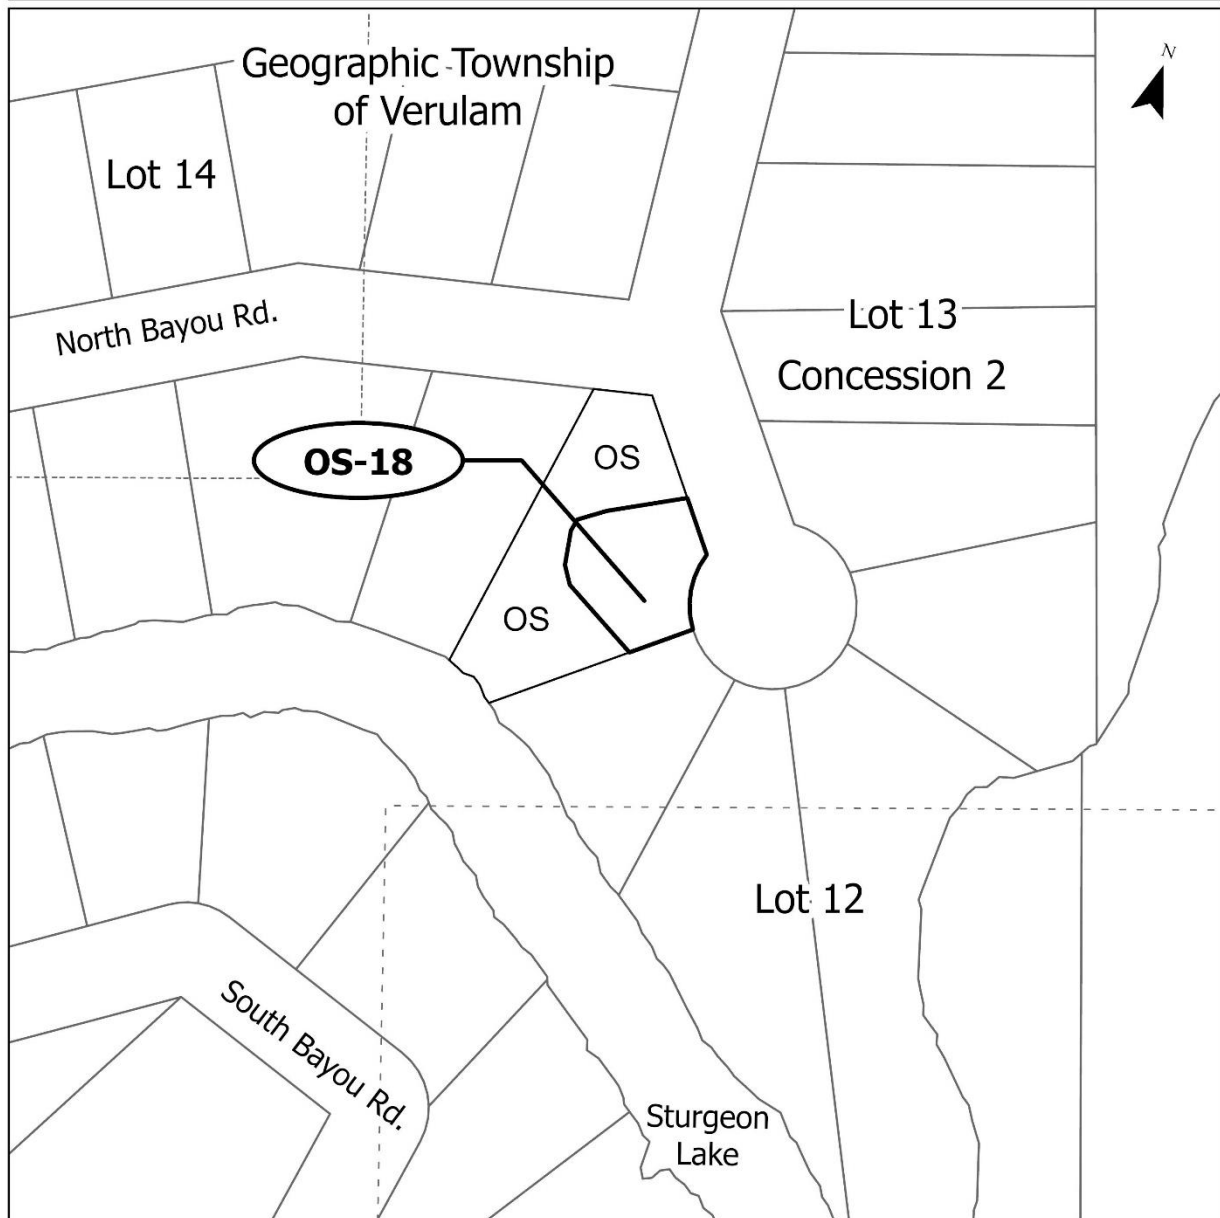 Geographic Township
of Verulam
N
Lot 14
North Bayou Rd.
Lot 13
Concession 2
OS-18
OS
OS
Lot 12
South Bayou Rd.
Sturgeon
Lake